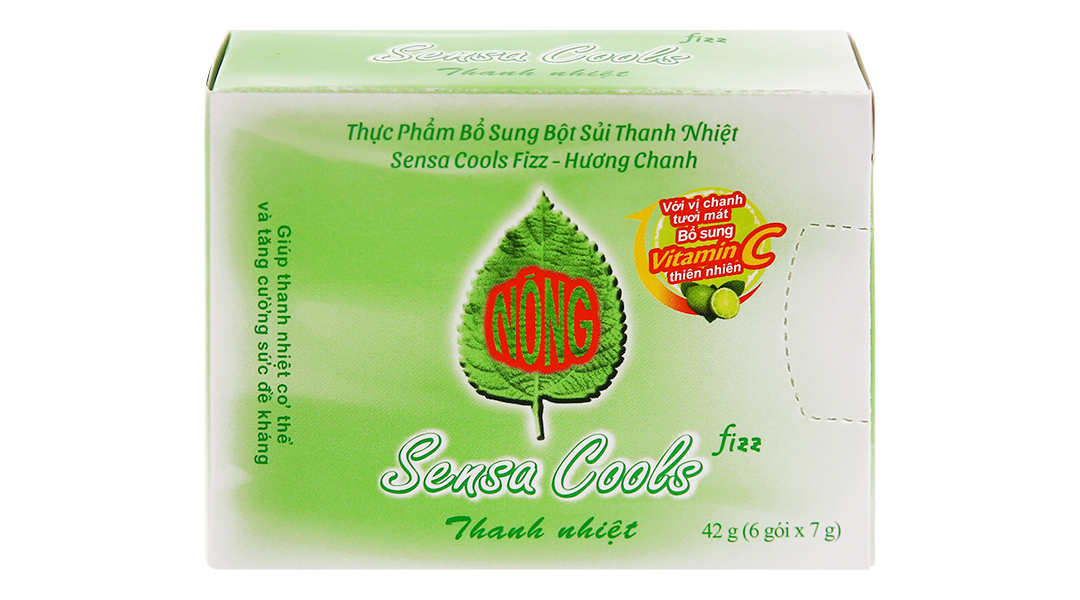 Sensa Cools fizz
Thanh nhiệt
Thực Phẩm Bổ Sung Bột Sủi Thanh Nhiệt
Sensa Cools Fizz - Hương Chanh
Giúp thanh nhiệt cơ thể
và tăng cường sức đề kháng
Với vị chanh
tươi mát
Bổ sung
Vitamin C
thiên nhiên
NÓNG
Sensa Cools fizz
Thanh nhiệt
42 g (6 gói x 7 g)